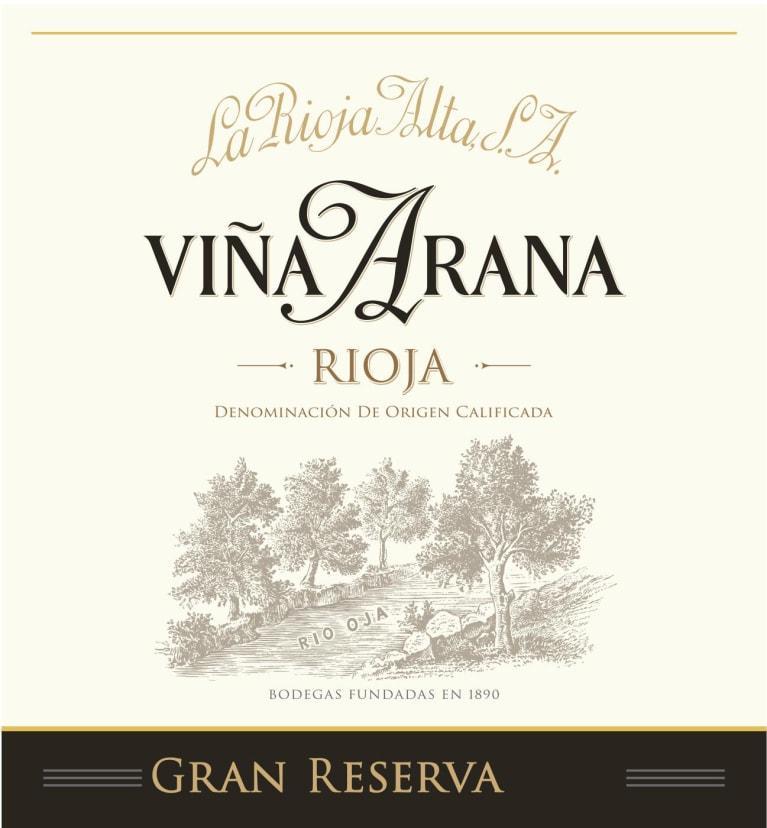 La Rioja Alta, S.A.
VIÑA ARANA
RIOJA
DENOMINACIÓN DE ORIGEN CALIFICADA
RIO OJA
BODEGAS FUNDADAS EN 1890
GRAN RESERVA